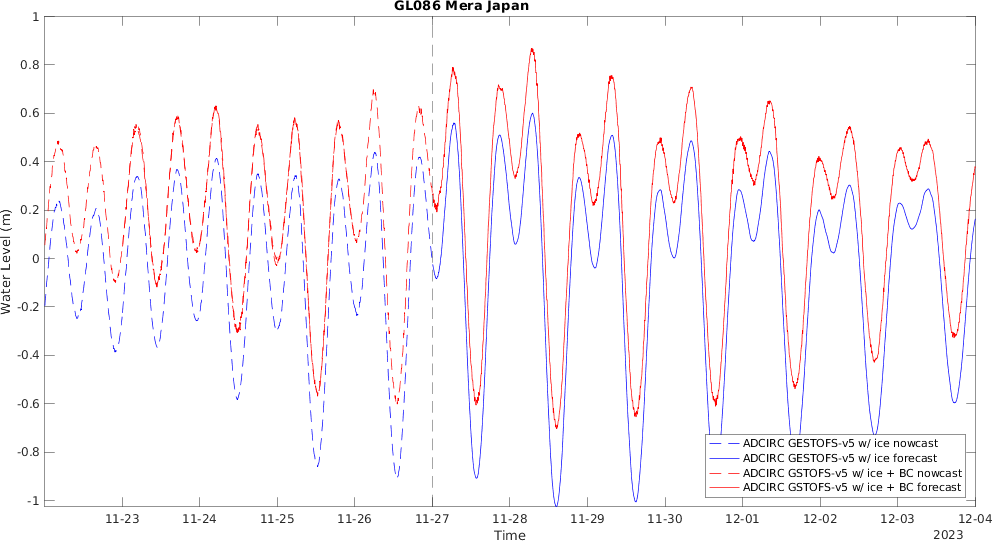 GL086 Mera Japan
1
0.8
0.6
0.4
0.2
0
-0.2
-0.4
-0.6
-0.8
-1
Water Level (m)
ADCIRC GESTOFS-v5 w/ ice nowcast
ADCIRC GESTOFS-v5 w/ ice forecast
ADCIRC GSTOFS-v5 w/ ice + BC nowcast
ADCIRC GSTOFS-v5 w/ ice + BC forecast
11-23 11-24 11-25 11-26 11-27 11-28 11-29 11-30 12-01 12-02 12-03 12-04
Time
2023